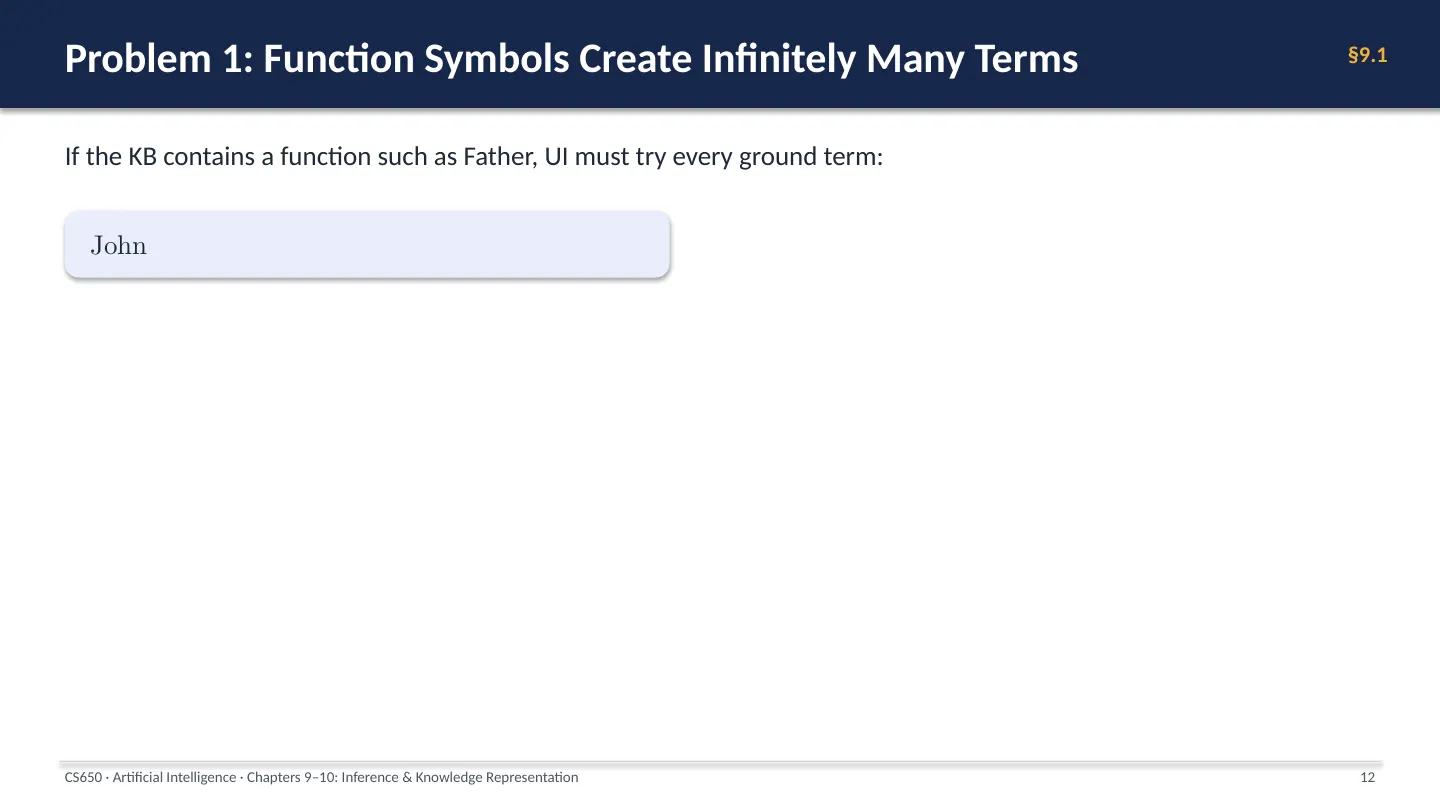 Problem 1: Function Symbols Create Infinitely Many Terms
§9.1
If the KB contains a function such as Father, UI must try every ground term:
John
CS650 · Artificial Intelligence · Chapters 9–10: Inference & Knowledge Representation
12